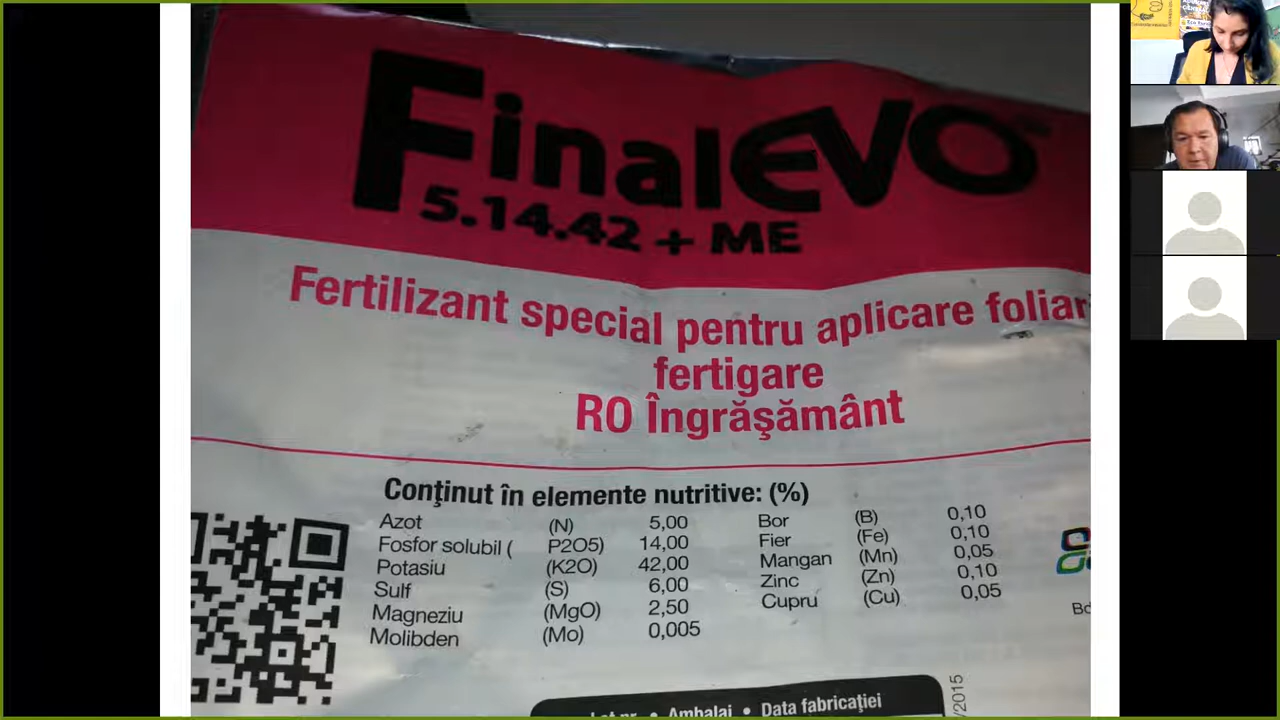 FinalEVO
5.14.42 + ME
Fertilizant special pentru aplicare foliar
fertigare
RO Îngrăşământ
Conţinut în elemente nutritive: (%)
Azot (N) 5,00 Bor (B) 0,10
Fosfor solubil ( P2O5) 14,00 Fier (Fe) 0,10
Potasiu (K2O) 42,00 Mangan (Mn) 0,05
Sulf (S) 6,00 Zinc (Zn) 0,10
Magneziu (MgO) 2,50 Cupru (Cu) 0,05
Molibden (Mo) 0,005
Ambalaj • Data fabricaţiei
/2015